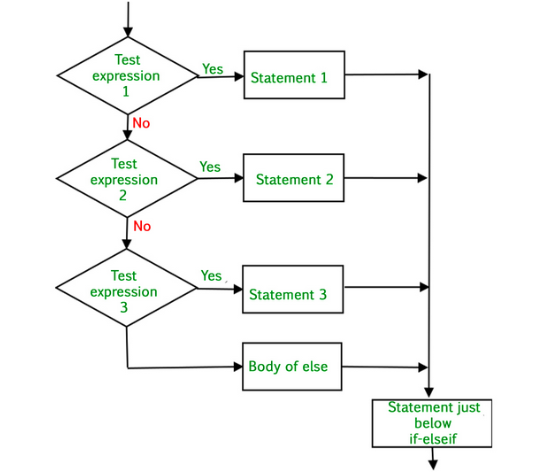 Test
expression
1
Yes
Statement 1
No
Test
expression
2
Yes
Statement 2
No
Test
expression
3
Yes
Statement 3
Body of else
Statement just
below
if-elseif